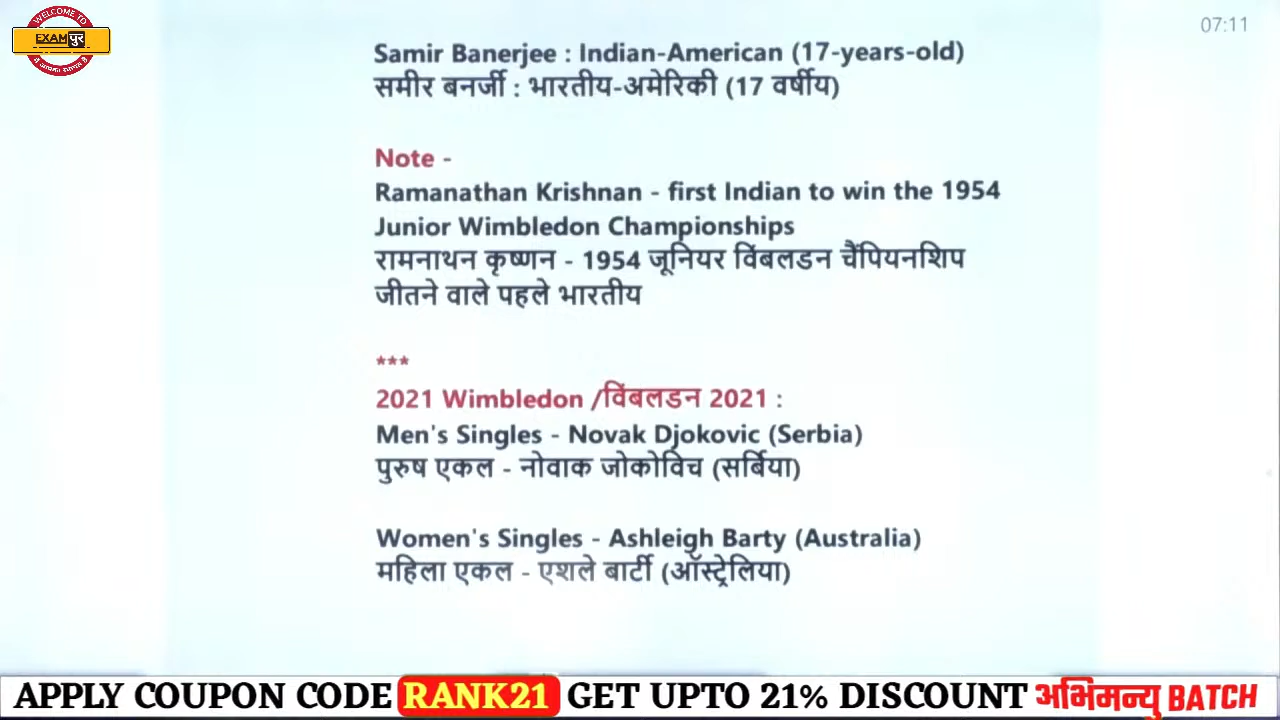 WELCOME TO
EXAMपुर
07:11
Samir Banerjee : Indian-American (17-years-old)
समीर बनर्जी : भारतीय-अमेरिकी (17 वर्षीय)
Note -
Ramanathan Krishnan - first Indian to win the 1954
Junior Wimbledon Championships
रामनाथन कृष्णन - 1954 जूनियर विंबलडन चैंपियनशिप
जीतने वाले पहले भारतीय
***
2021 Wimbledon /विंबलडन 2021 :
Men's Singles - Novak Djokovic (Serbia)
पुरुष एकल - नोवाक जोकोविच (सर्बिया)
Women's Singles - Ashleigh Barty (Australia)
महिला एकल - एशले बार्टी (ऑस्ट्रेलिया)
APPLY COUPON CODE RANK21 GET UPTO 21% DISCOUNT अभिमन्यु BATCH